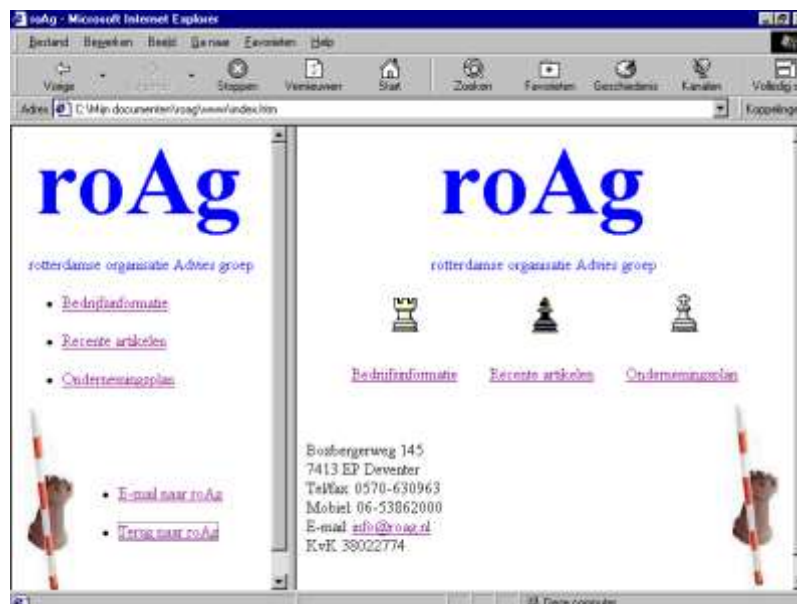 roAg - Microsoft Internet Explorer
Bestand Bewerken Beeld Ga naar Favorieten Help
Vorige Stoppen Vernieuwen Start Zoeken Favorieten Geschiedenis Kanalen Volledig s
Adres C:\Mijn documenten\roag\www\index.htm Koppelinge
roAg
rotterdamse organisatie Advies groep
Bedrijfsinformatie
Recente artikelen
Ondernemingsplan
E-mail naar roAg
Terug naar roAg
roAg
rotterdamse organisatie Advies groep
Bedrijfsinformatie Recente artikelen Ondernemingsplan
Boxbergerweg 145
7413 EP Deventer
Tel/fax: 0570-630963
Mobiel: 06-53862000
E-mail: info@roag.nl
KvK 38022774
Deze computer